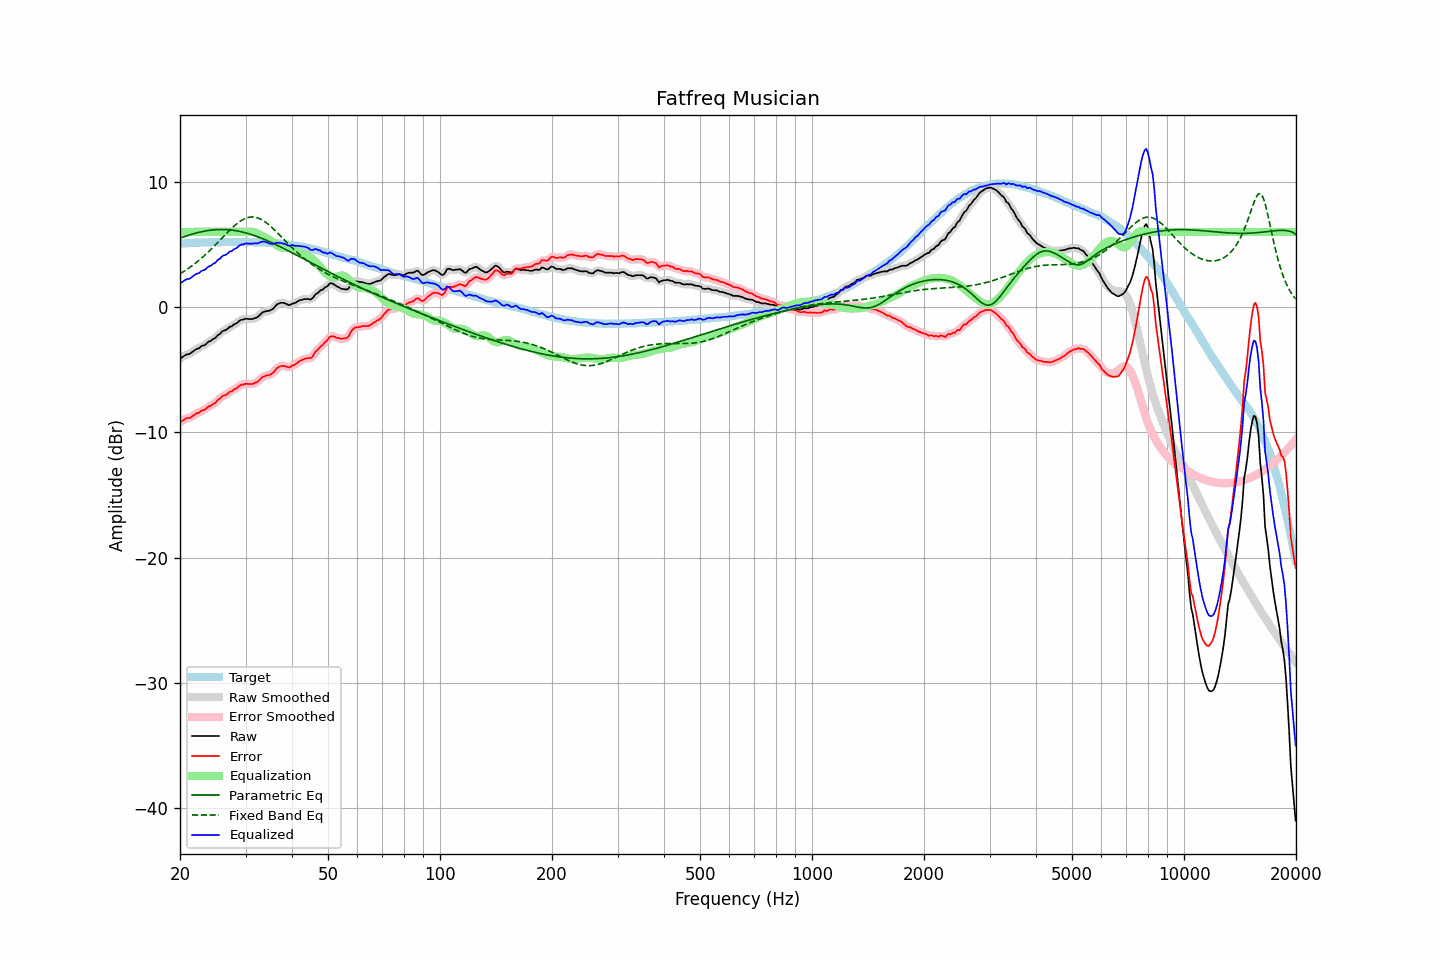 Fatfreq Musician
10
0
−10
−20
−30
−40
Amplitude (dBr)
Target
Raw Smoothed
Error Smoothed
Raw
Error
Equalization
Parametric Eq
Fixed Band Eq
Equalized
20 50 100 200 500 1000 2000 5000 10000 20000
Frequency (Hz)